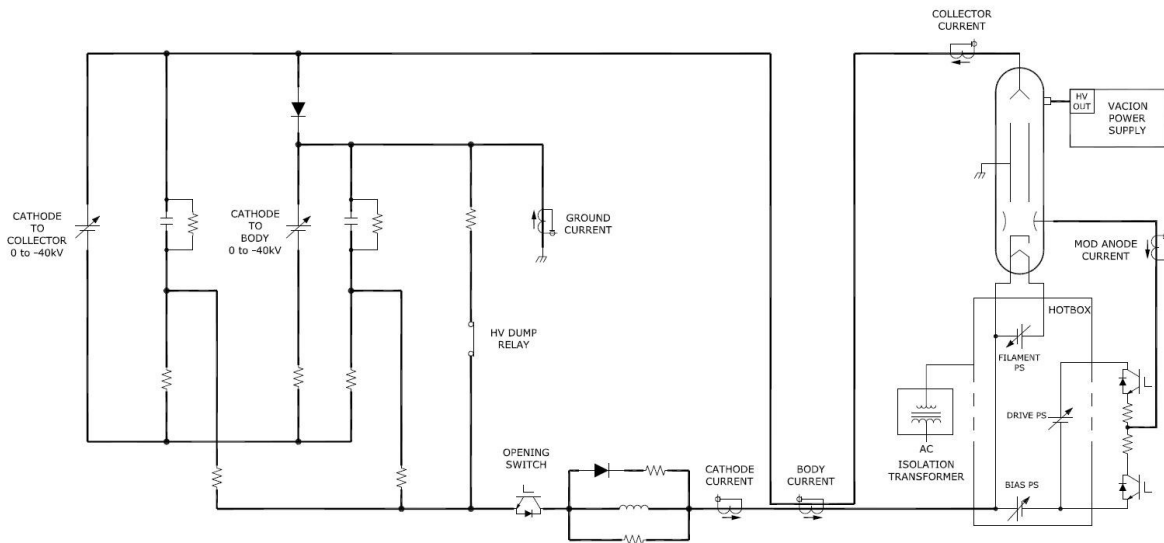 COLLECTOR
CURRENT
HV
OUT
VACION
POWER
SUPPLY
CATHODE
TO
COLLECTOR
0 to -40kV
CATHODE
TO
BODY
0 to -40kV
GROUND
CURRENT
MOD ANODE
CURRENT
HOTBOX
HV DUMP
RELAY
FILAMENT
PS
DRIVE PS
AC
ISOLATION
TRANSFORMER
OPENING
SWITCH
CATHODE
CURRENT
BODY
CURRENT
BIAS PS